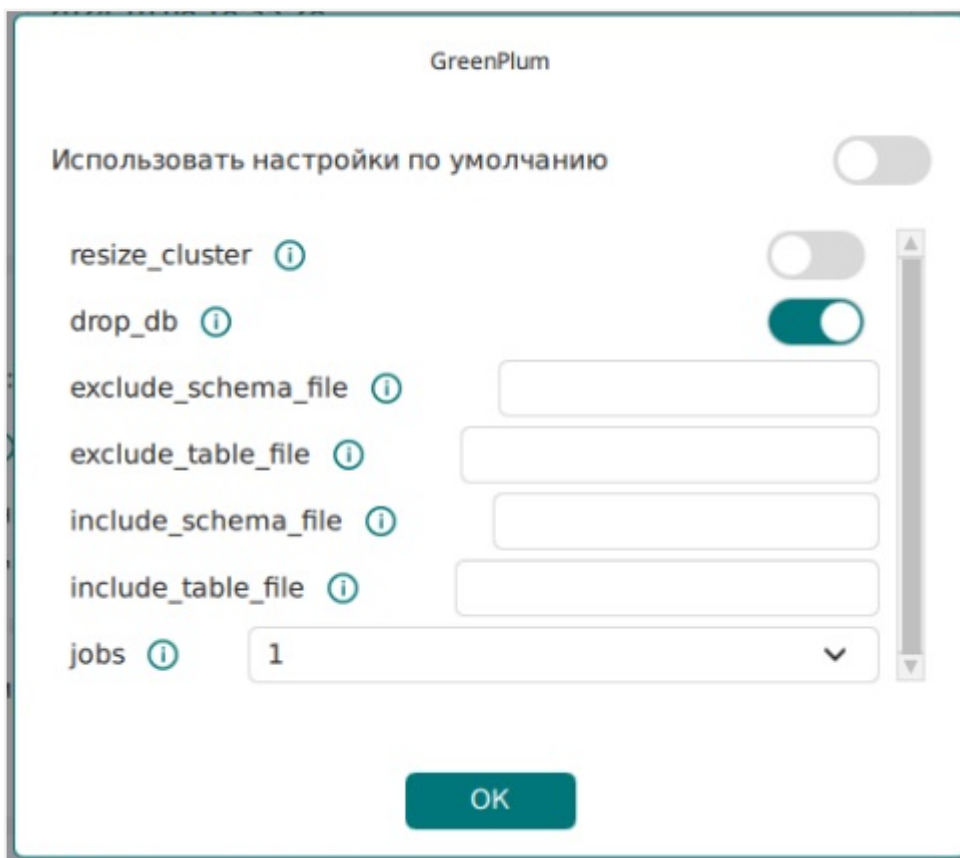 GreenPlum
Использовать настройки по умолчанию
resize_cluster
drop_db
exclude_schema_file
exclude_table_file
include_schema_file
include_table_file
jobs 1
OK